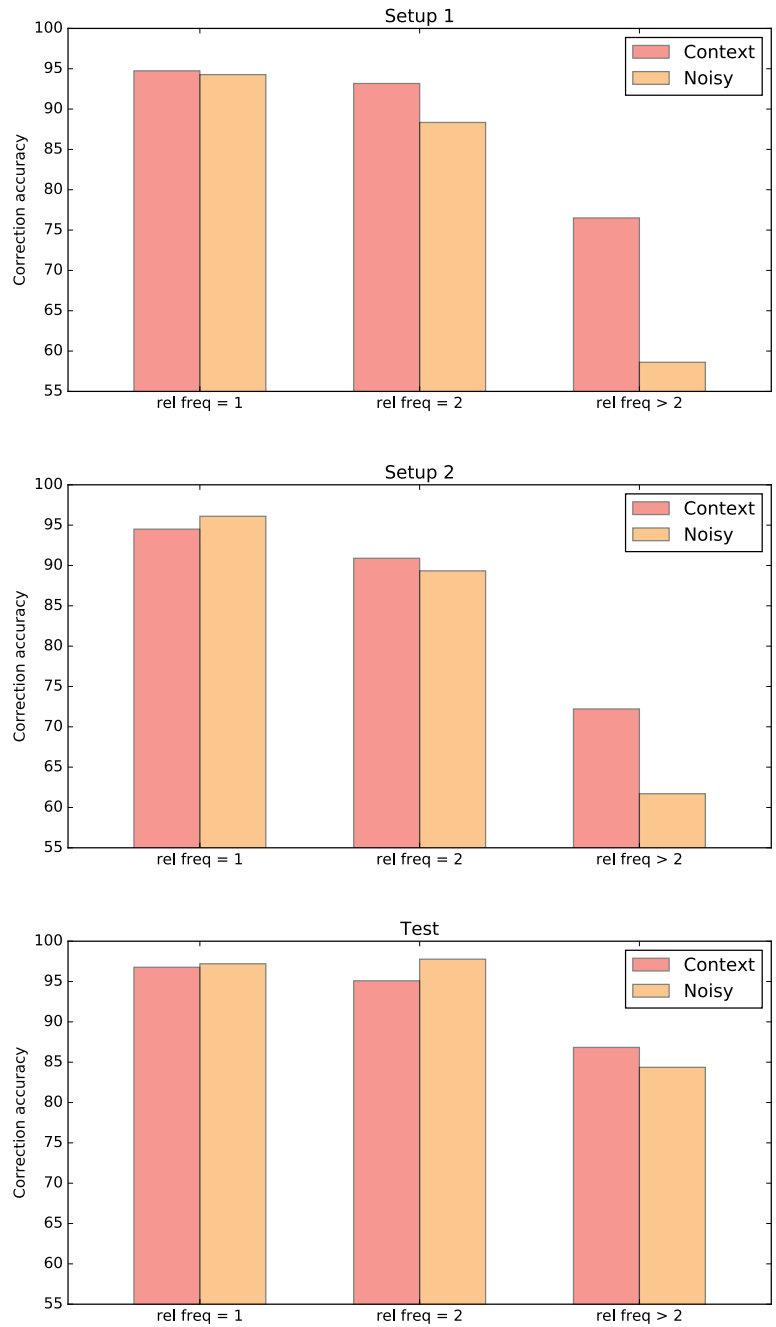 Setup 1
100
95
90
85
80
75
70
65
60
55
Correction accuracy
Context
Noisy
rel freq = 1
rel freq = 2
rel freq > 2
Setup 2
100
95
90
85
80
75
70
65
60
55
Correction accuracy
Context
Noisy
rel freq = 1
rel freq = 2
rel freq > 2
Test
100
95
90
85
80
75
70
65
60
55
Correction accuracy
Context
Noisy
rel freq = 1
rel freq = 2
rel freq > 2